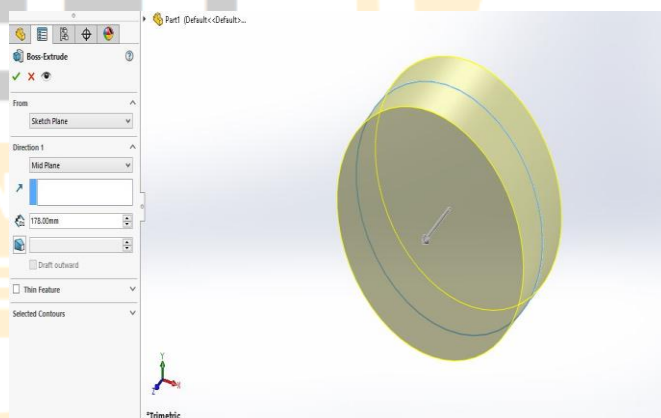 Part1 (Default<<Default>...
Boss-Extrude
From
Sketch Plane
Direction 1
Mid Plane
178.00mm
Draft outward
Thin Feature
Selected Contours
Y
X
Z
*Trimetric